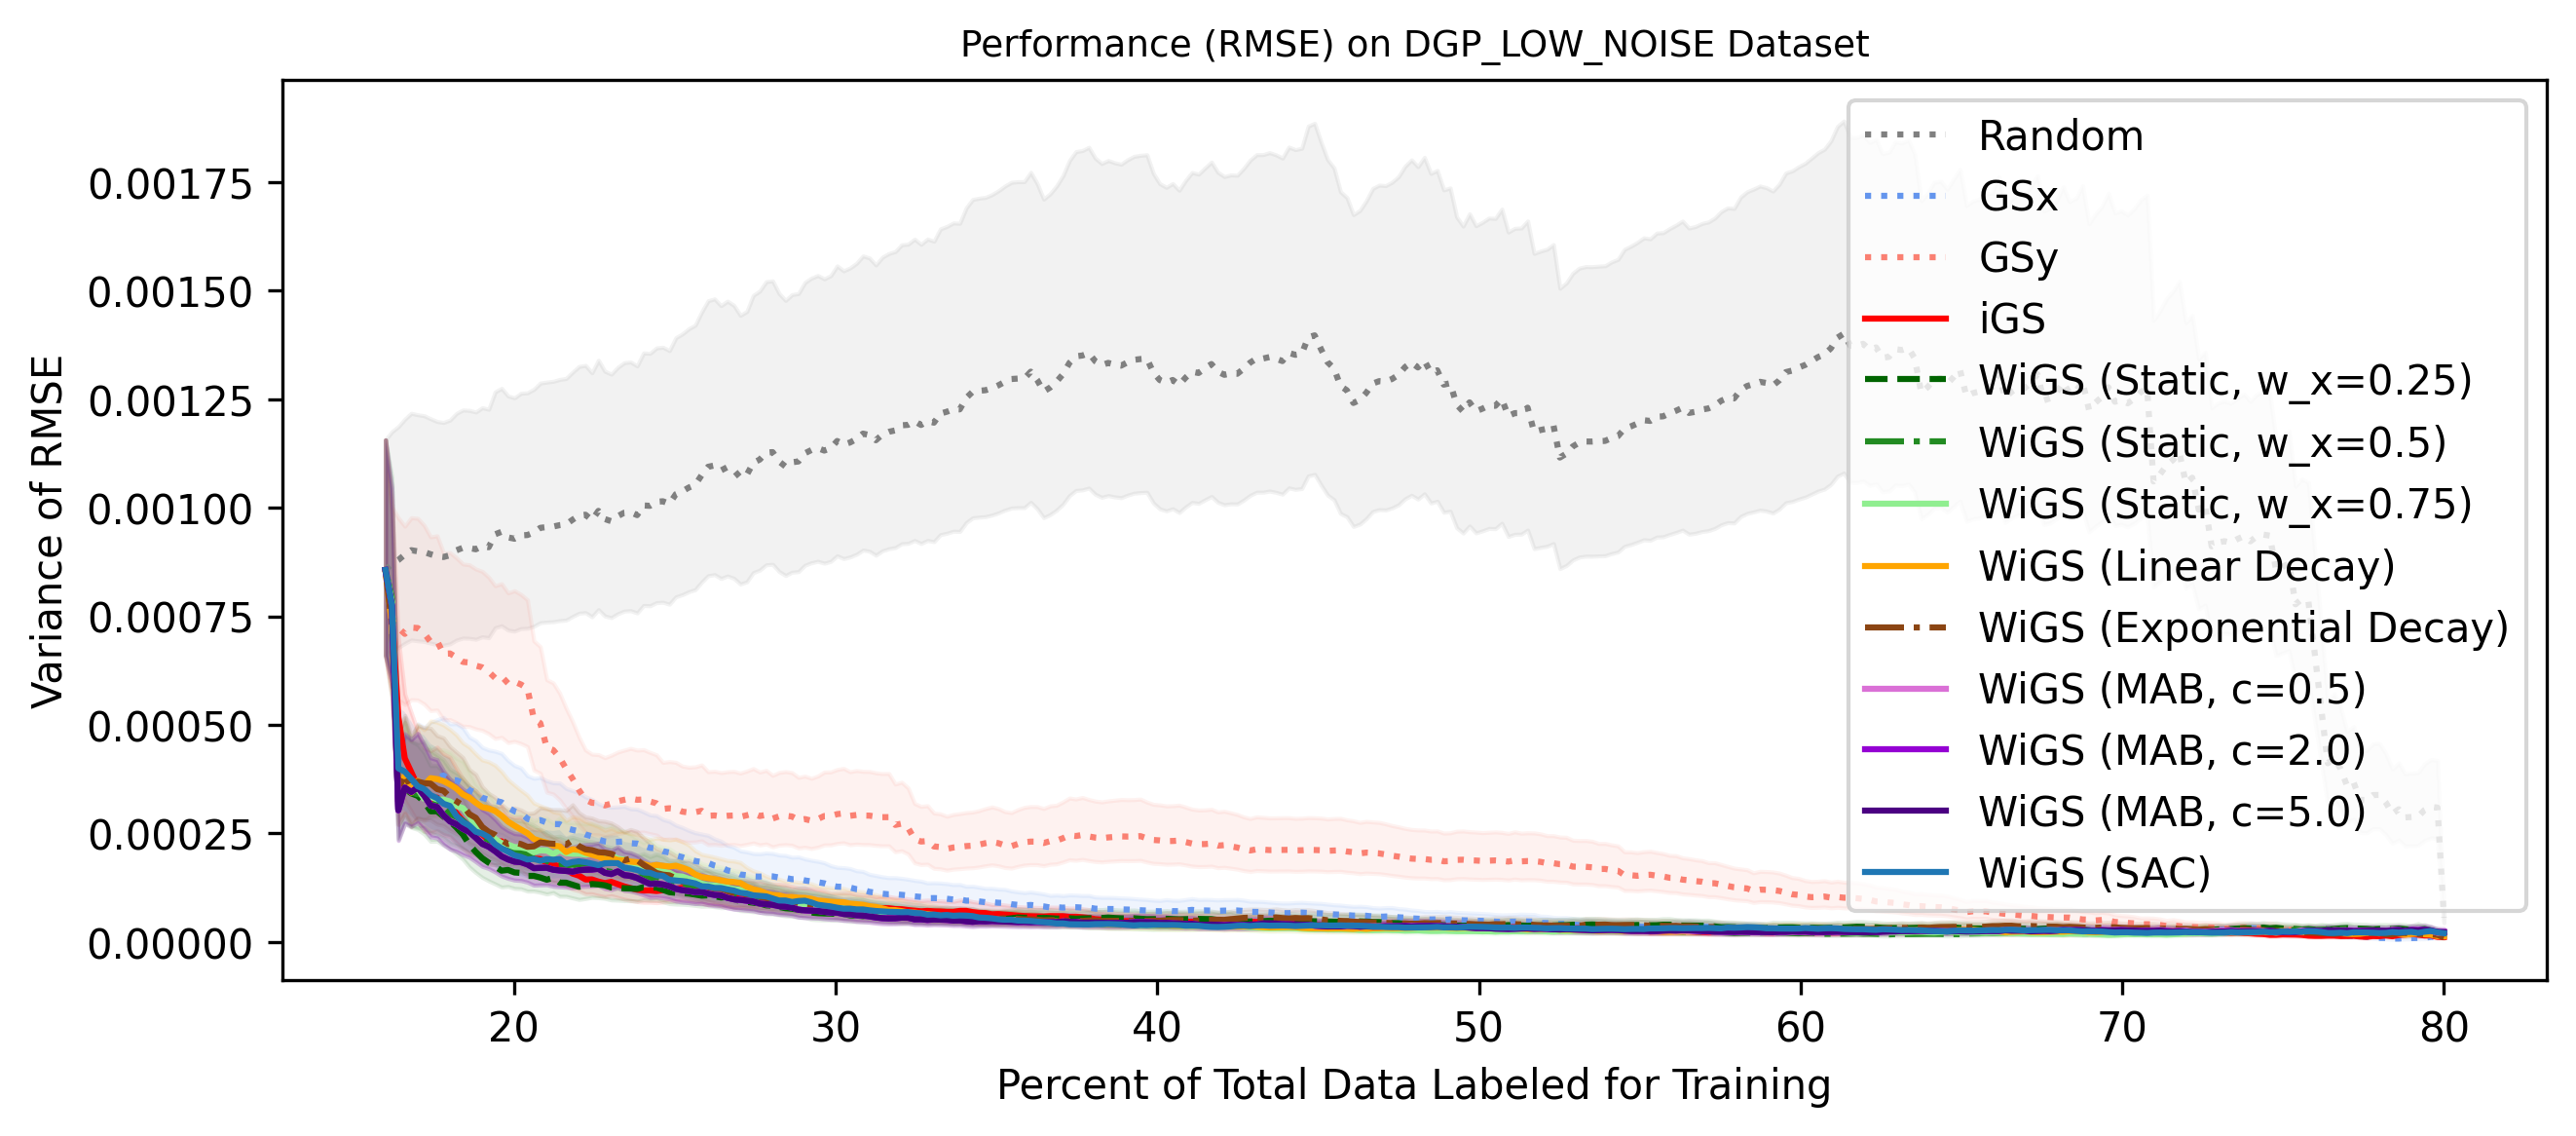 Performance (RMSE) on DGP_LOW_NOISE Dataset
Variance of RMSE
0.00175
0.00150
0.00125
0.00100
0.00075
0.00050
0.00025
0.00000
Random
GSx
GSy
iGS
WiGS (Static, w_x=0.25)
WiGS (Static, w_x=0.5)
WiGS (Static, w_x=0.75)
WiGS (Linear Decay)
WiGS (Exponential Decay)
WiGS (MAB, c=0.5)
WiGS (MAB, c=2.0)
WiGS (MAB, c=5.0)
WiGS (SAC)
20 30 40 50 60 70 80
Percent of Total Data Labeled for Training